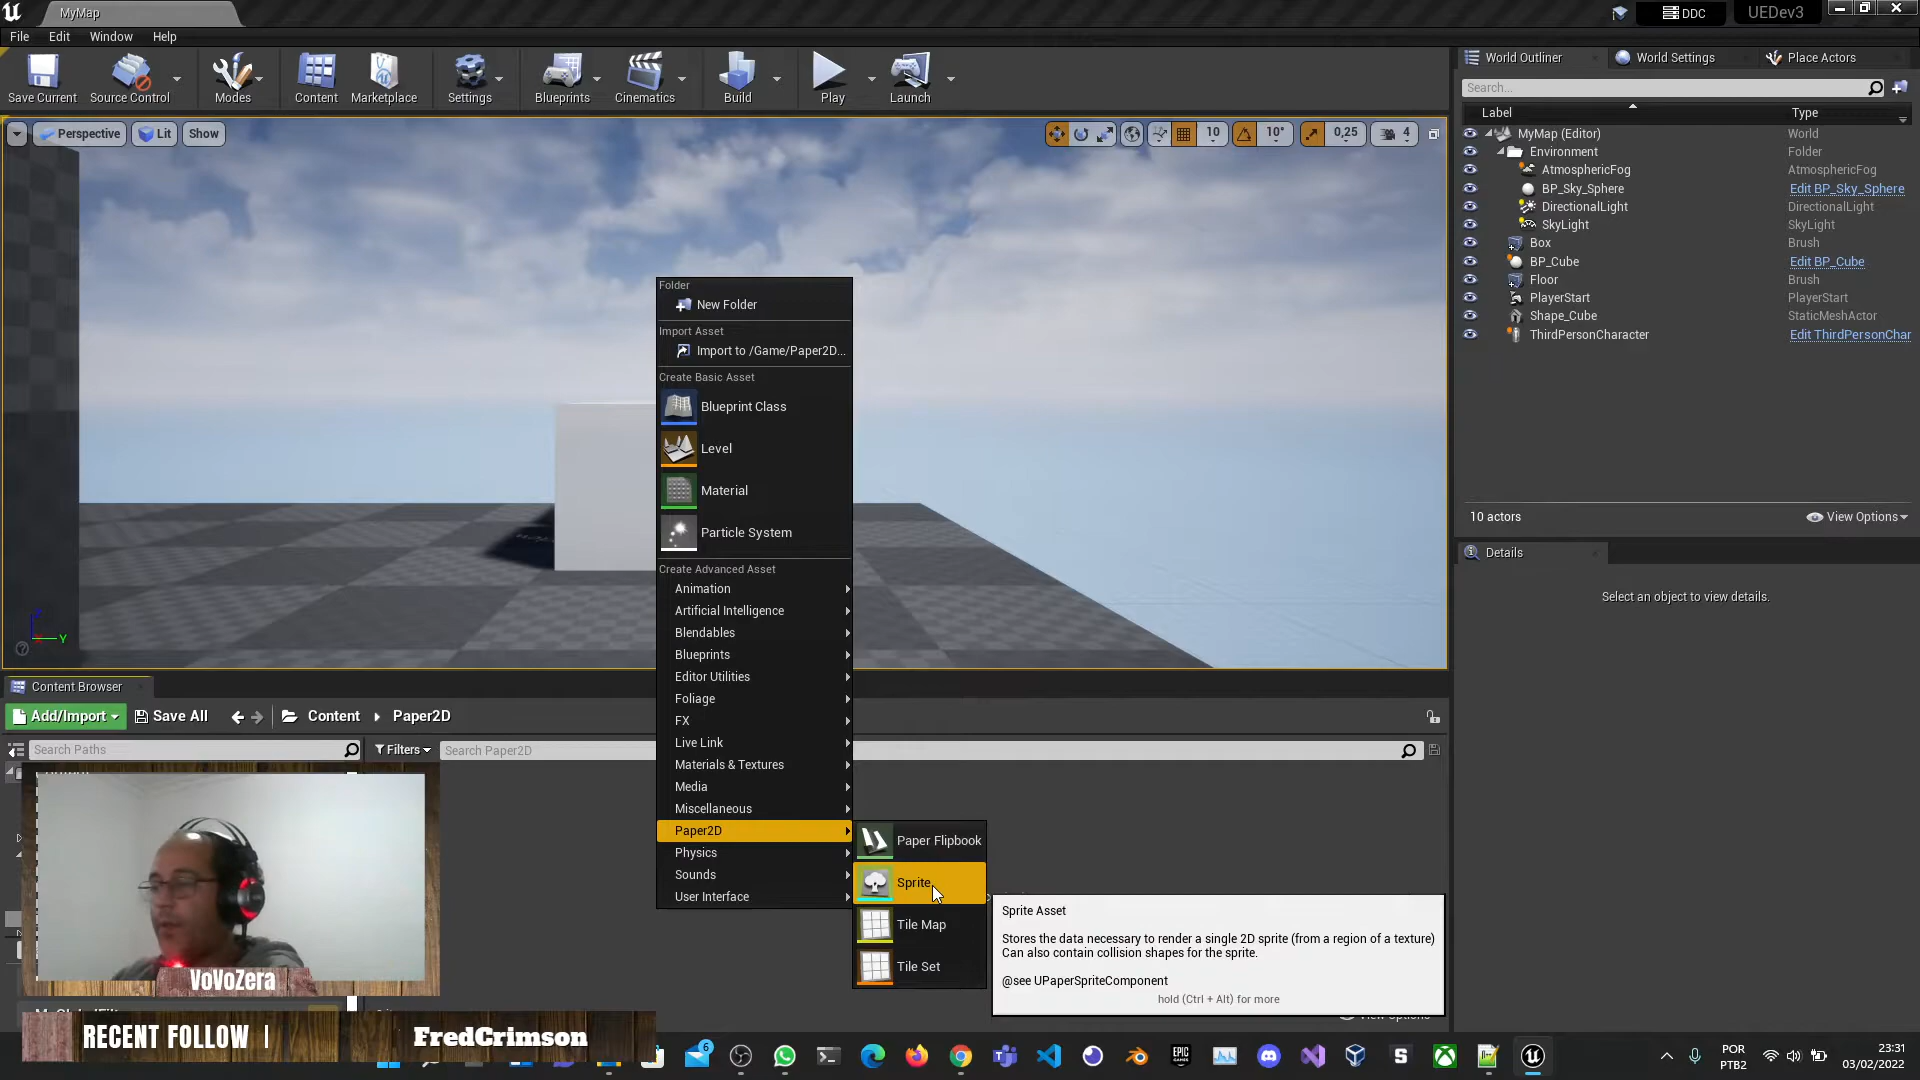 MyMap
DDC
UEDev3
File
Edit
Window
Help
Save Current
Source Control
Modes
Content
Marketplace
Settings
Blueprints
Cinematics
Build
Play
Launch
World Outliner
World Settings
Place Actors
Search...
Label
Type
Perspective
Lit
Show
10
10°
0,25
4
MyMap (Editor)
World
Environment
Folder
AtmosphericFog
AtmosphericFog
BP_Sky_Sphere
Edit BP_Sky_Sphere
DirectionalLight
DirectionalLight
SkyLight
SkyLight
Box
Brush
BP_Cube
Edit BP_Cube
Floor
Brush
PlayerStart
PlayerStart
Shape_Cube
StaticMeshActor
ThirdPersonCharacter
Edit ThirdPersonChar
10 actors
View Options
Details
Select an object to view details.
Folder
New Folder
Import Asset
Import to /Game/Paper2D...
Create Basic Asset
Blueprint Class
Level
Material
Particle System
Create Advanced Asset
Animation
Artificial Intelligence
Blendables
Blueprints
Editor Utilities
Foliage
FX
Live Link
Materials & Textures
Media
Miscellaneous
Paper2D
Physics
Sounds
User Interface
Paper Flipbook
Sprite
Tile Map
Tile Set
Sprite Asset
Stores the data necessary to render a single 2D sprite (from a region of a texture)
Can also contain collision shapes for the sprite.
@see UPaperSpriteComponent
hold (Ctrl + Alt) for more
Y
Content Browser
Add/Import
Save All
Content
Paper2D
Search Paths
Filters
Search Paper2D
VoVoZera
RECENT FOLLOW |
FredCrimson
6
EPIC
GAMES
S
POR
PTB2
23:31
03/02/2022